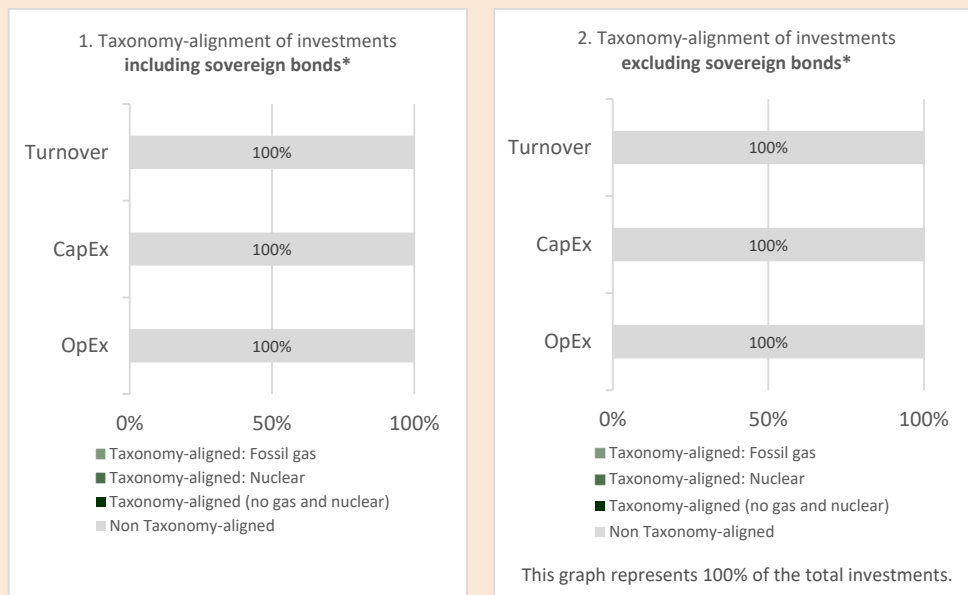 1. Taxonomy-alignment of investments
including sovereign bonds*
Turnover
100%
CapEx
100%
OpEx
100%
0%
50%
100%
Taxonomy-aligned: Fossil gas
Taxonomy-aligned: Nuclear
Taxonomy-aligned (no gas and nuclear)
Non Taxonomy-aligned
2. Taxonomy-alignment of investments
excluding sovereign bonds*
Turnover
100%
CapEx
100%
OpEx
100%
0%
50%
100%
Taxonomy-aligned: Fossil gas
Taxonomy-aligned: Nuclear
Taxonomy-aligned (no gas and nuclear)
Non Taxonomy-aligned
This graph represents 100% of the total investments.